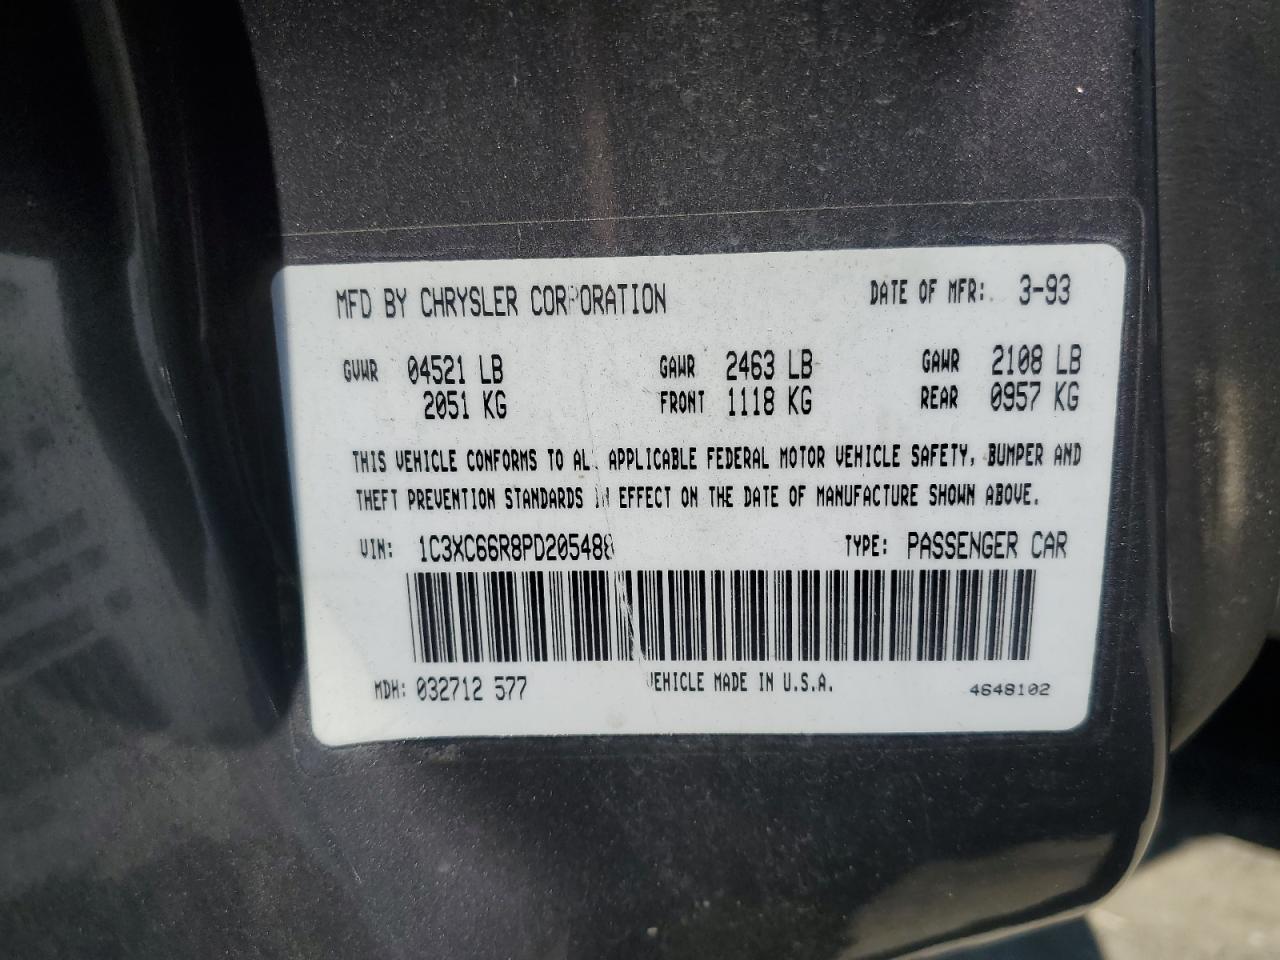 MFD BY CHRYSLER CORPORATION DATE OF MFR: 3-93
GVWR 04521 LB GAWR 2463 LB GAWR 2108 LB
2051 KG FRONT 1118 KG REAR 0957 KG
THIS VEHICLE CONFORMS TO AL. APPLICABLE FEDERAL MOTOR VEHICLE SAFETY, BUMPER AND
THEFT PREVENTION STANDARDS IN EFFECT ON THE DATE OF MANUFACTURE SHOWN ABOVE.
VIN: 1C3XC66R8PD205488 TYPE: PASSENGER CAR
MDH: 032712 577 VEHICLE MADE IN U.S.A. 4648102